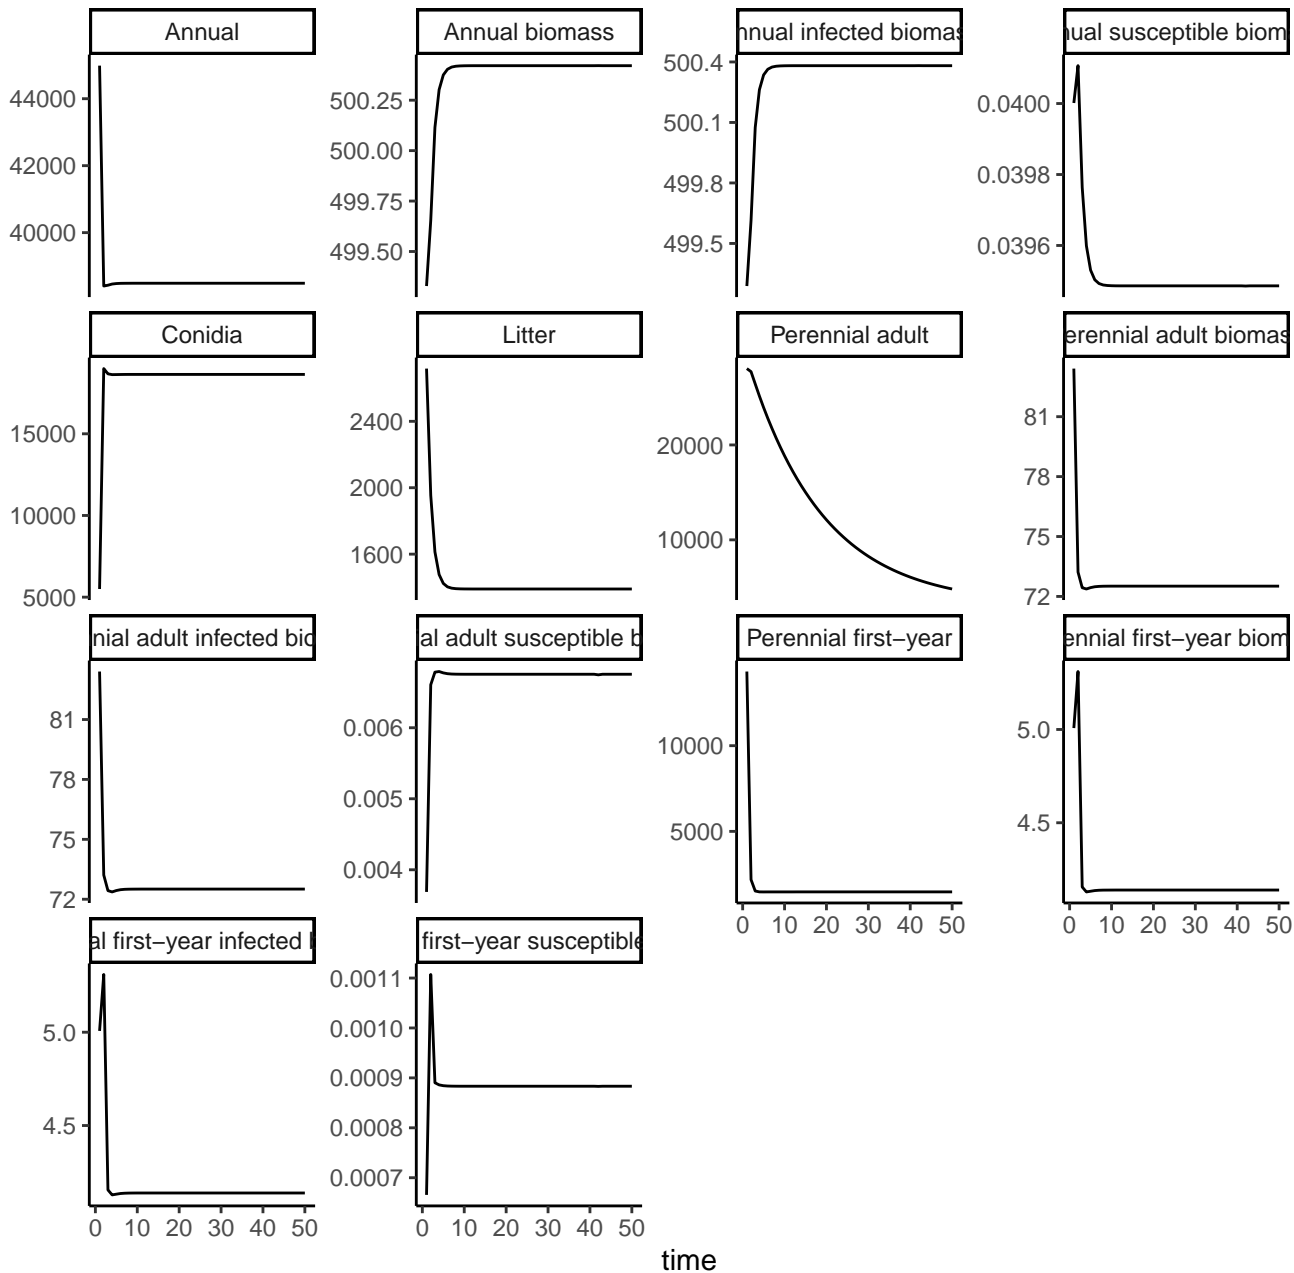 Annual
Annual biomass
nnual infected biomas
nual susceptible biom
44000
42000
40000
500.25
500.00
499.75
499.50
500.4
500.1
499.8
499.5
0.0400
0.0398
0.0396
Conidia
Litter
Perennial adult
erennial adult biomas
15000
10000
5000
2400
2000
1600
20000
10000
81
78
75
72
nial adult infected bio
al adult susceptible b
Perennial first−year
ennial first−year biom
81
78
75
72
0.006
0.005
0.004
10000
5000
0 10 20 30 40 50
5.0
4.5
0 10 20 30 40 50
al first−year infected b
first−year susceptible
5.0
4.5
0 10 20 30 40 50
0.0011
0.0010
0.0009
0.0008
0.0007
0 10 20 30 40 50
time